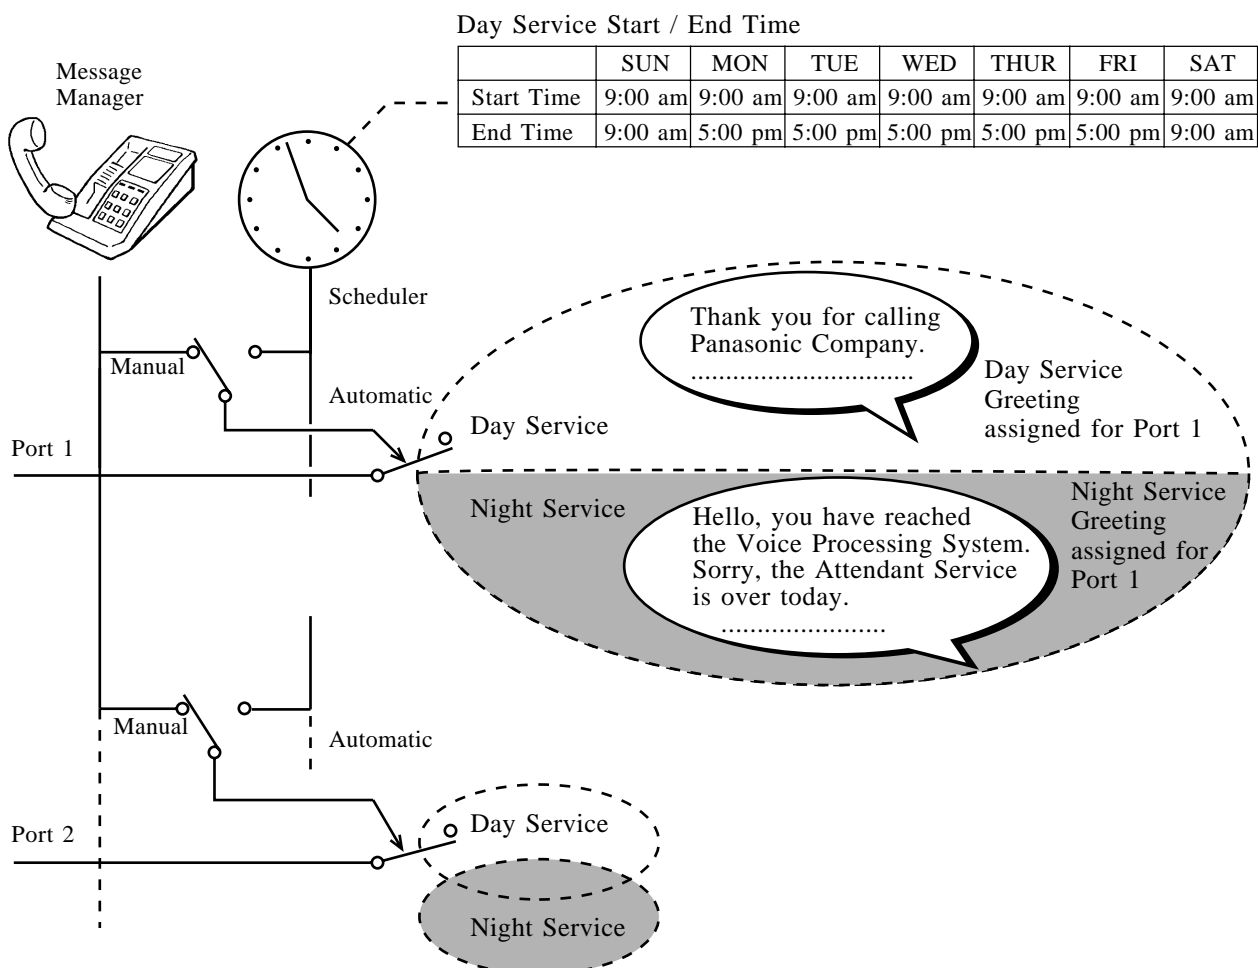 Day Service Start / End Time
SUN MON TUE WED THUR FRI SAT
Start Time 9:00 am 9:00 am 9:00 am 9:00 am 9:00 am 9:00 am 9:00 am
End Time 9:00 am 5:00 pm 5:00 pm 5:00 pm 5:00 pm 5:00 pm 9:00 am
Message
Manager
Scheduler
Manual
Automatic
Port 1
Day Service
Thank you for calling
Panasonic Company.
...............................
Day Service
Greeting
assigned for Port 1
Night Service
Hello, you have reached
the Voice Processing System.
Sorry, the Attendant Service
is over today.
.......................
Night Service
Greeting
assigned for
Port 1
Manual
Automatic
Port 2
Day Service
Night Service